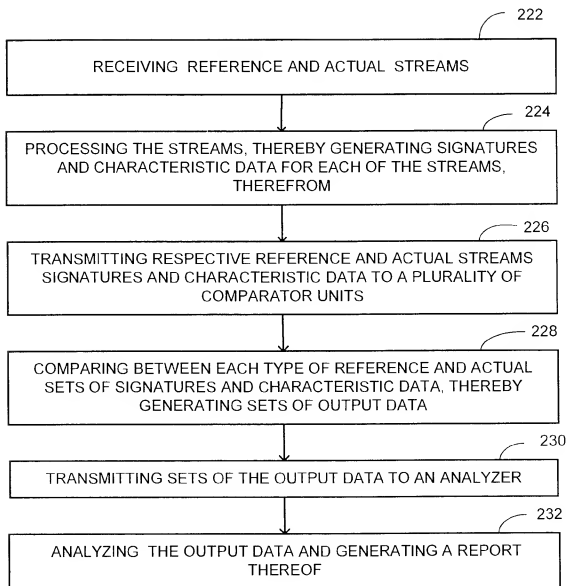 222
RECEIVING REFERENCE AND ACTUAL STREAMS
224
PROCESSING THE STREAMS, THEREBY GENERATING SIGNATURES
AND CHARACTERISTIC DATA FOR EACH OF THE STREAMS,
THEREFROM
226
TRANSMITTING RESPECTIVE REFERENCE AND ACTUAL STREAMS
SIGNATURES AND CHARACTERISTIC DATA TO A PLURALITY OF
COMPARATOR UNITS
228
COMPARING BETWEEN EACH TYPE OF REFERENCE AND ACTUAL
SETS OF SIGNATURES AND CHARACTERISTIC DATA, THEREBY
GENERATING SETS OF OUTPUT DATA
230
TRANSMITTING SETS OF THE OUTPUT DATA TO AN ANALYZER
232
ANALYZING THE OUTPUT DATA AND GENERATING A REPORT
THEREOF